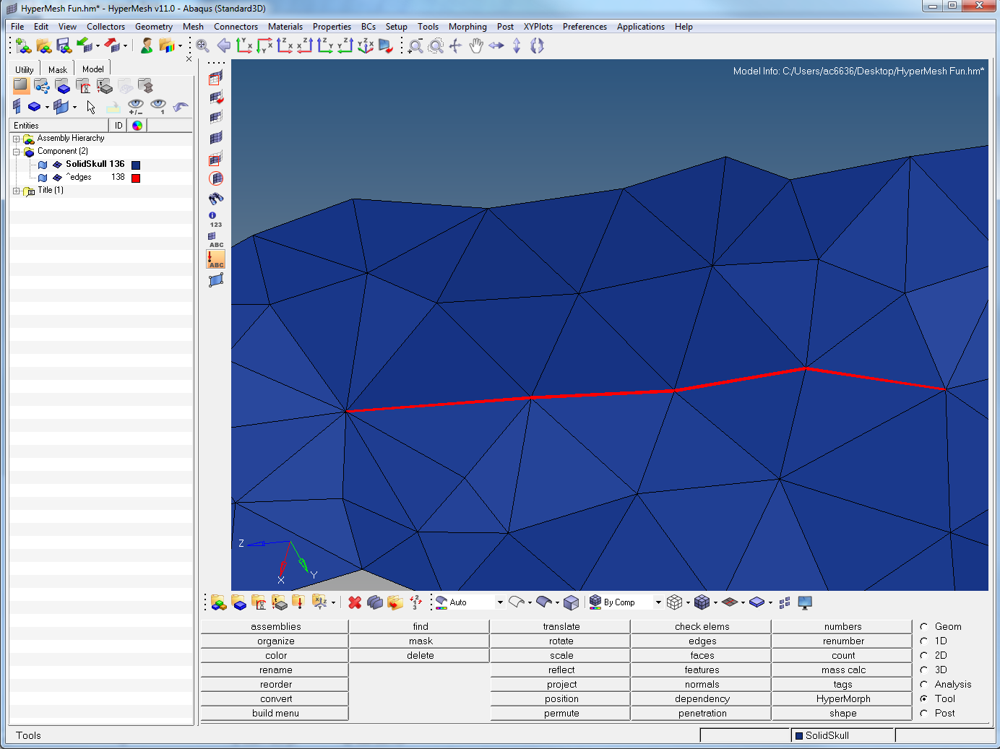 HyperMesh Fun.hm* - HyperMesh v11.0 - Abaqus (Standard3D)
File Edit View Collectors Geometry Mesh Connectors Materials Properties BCs Setup Tools Morphing Post XYPlots Preferences Applications Help
Utility Mask Model
Entities ID
Assembly Hierarchy
Component (2)
SolidSkull 136
^edges 138
Title (1)
+/-
1
123
ABC
ABC
Model Info: C:/Users/ac6636/Desktop/HyperMesh Fun.hm*
Z
X
Y
Auto
By Comp
assemblies find translate check elems numbers Geom
organize mask rotate edges renumber 1D
color delete scale faces count 2D
rename reflect features mass calc 3D
reorder project normals tags Analysis
convert position dependency HyperMorph Tool
build menu permute penetration shape Post
Tools SolidSkull